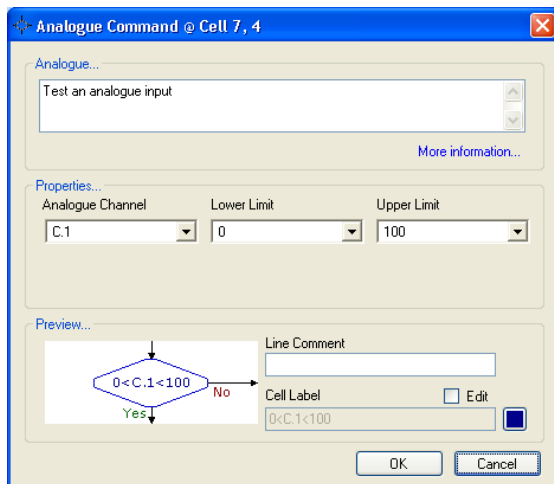 Analogue Command @ Cell 7, 4
Analogue...
Test an analogue input
More information...
Properties...
Analogue Channel Lower Limit Upper Limit
C.1 0 100
Preview...
Line Comment
0<C.1<100
No
Yes
Cell Label Edit
0<C.1<100
OK Cancel